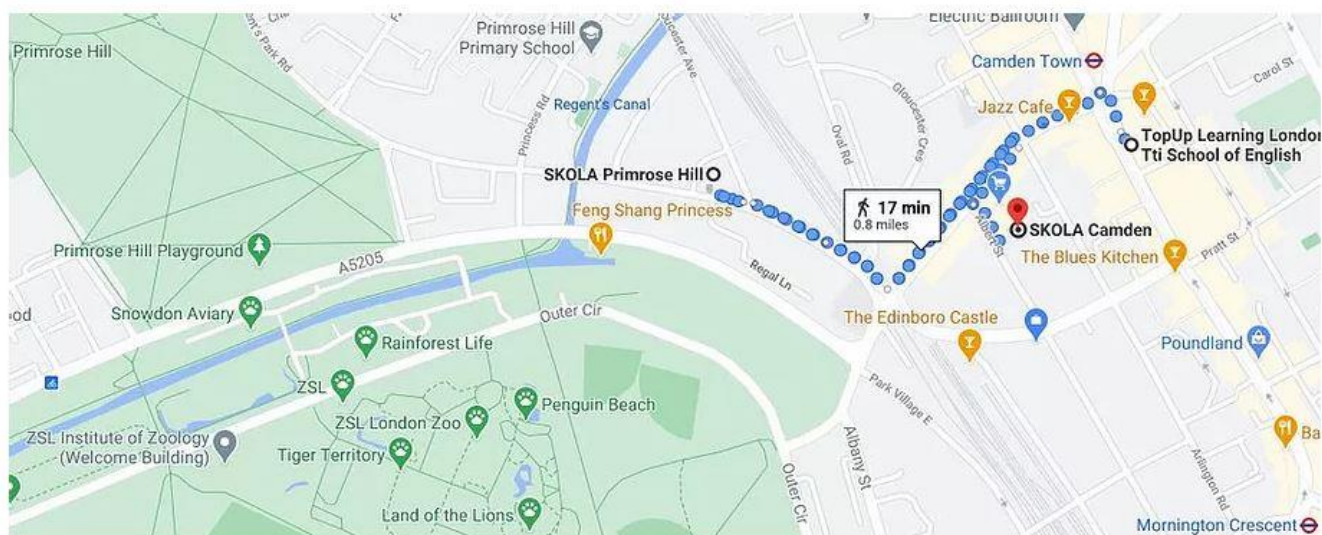 Primrose Hill
Primrose Hill
Primary School
Electric Ballroom
Camden Town
Carol St
Gloucester Cres
Regent's Canal
Princess Rd
Jazz Cafe
Oval Rd
TopUp Learning London
Tti School of English
SKOLA Primrose Hill
17 min
0.8 miles
Feng Shang Princess
SKOLA Camden
Albert St
The Blues Kitchen
Pratt St
Primrose Hill Playground
A5205
Regal Ln
Snowdon Aviary
Outer Cir
The Edinboro Castle
Rainforest Life
Poundland
ZSL
Park Village E
Penguin Beach
ZSL London Zoo
ZSL Institute of Zoology
(Welcome Building)
Tiger Territory
Albany St
Ba
Arlington Rd
Outer Cir
Land of the Lions
Mornington Crescent